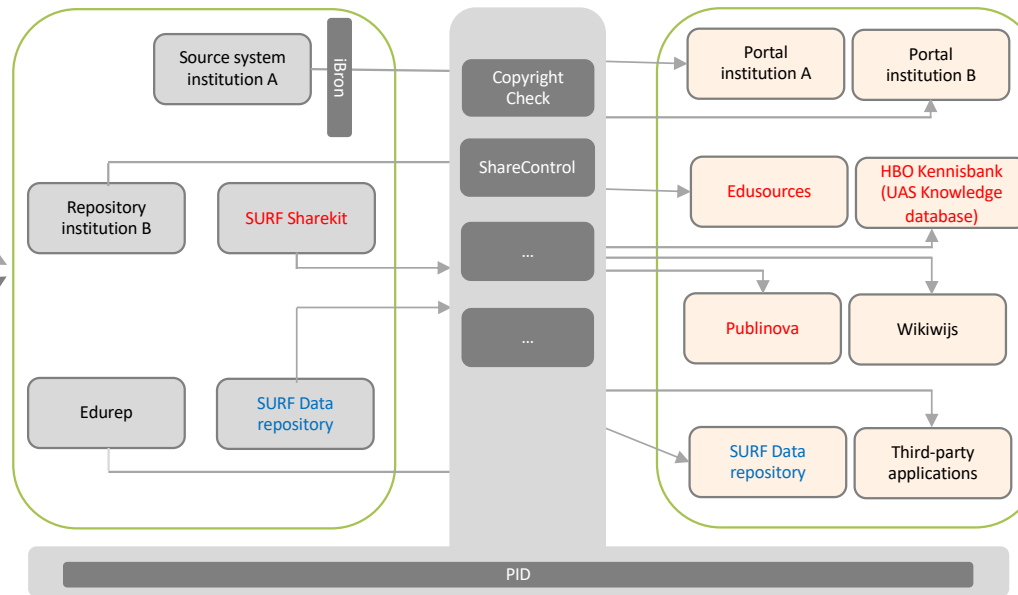 Source system
institution A
iBron
Repository
institution B
SURF Sharekit
Edurep
SURF Data
repository
Copyright
Check
ShareControl
...
...
Portal
institution A
Portal
institution B
Edusources
HBO Kennisbank
(UAS Knowledge
database)
Publinova
Wikiwijs
SURF Data
repository
Third-party
applications
PID